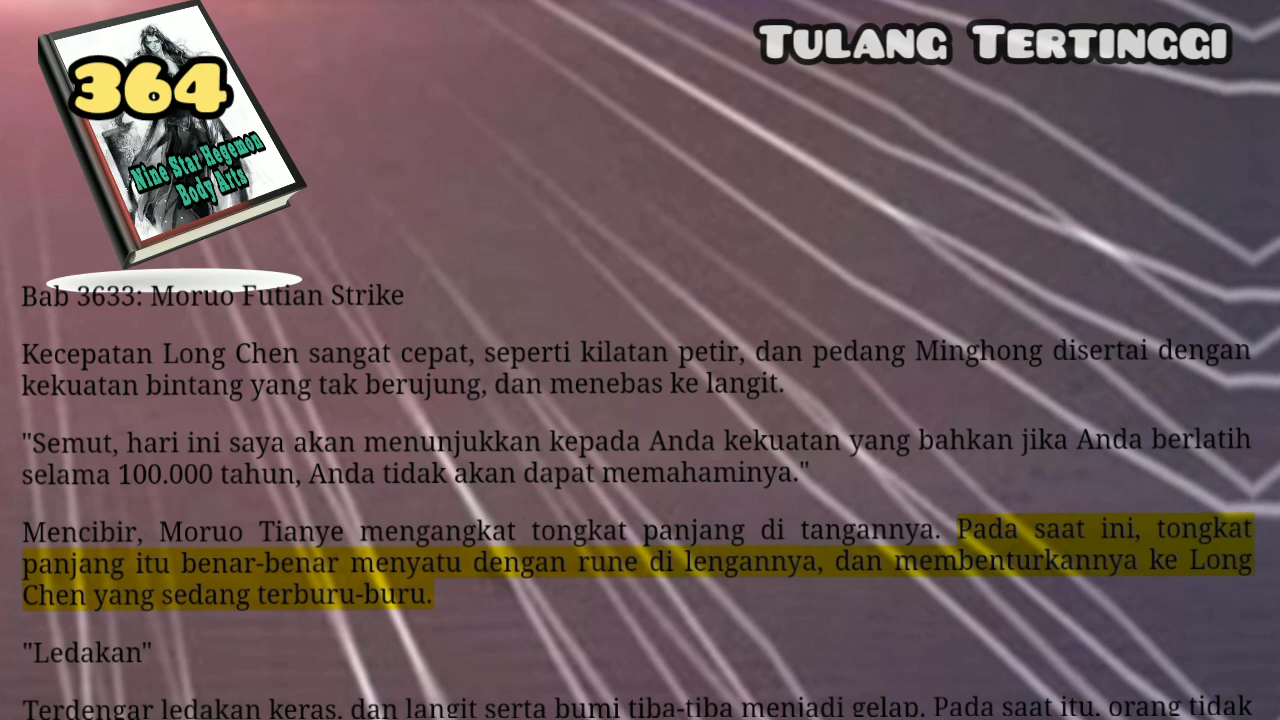 Tulang Tertinggi
364
Nine Star Hegemon
Body Arts
Bab 3633: Moruo Futian Strike
Kecepatan Long Chen sangat cepat, seperti kilatan petir, dan pedang Minghong disertai dengan
kekuatan bintang yang tak berujung, dan menebas ke langit.
"Semut, hari ini saya akan menunjukkan kepada Anda kekuatan yang bahkan jika Anda berlatih
selama 100.000 tahun, Anda tidak akan dapat memahaminya."
Mencibir, Moruo Tianye mengangkat tongkat panjang di tangannya. Pada saat ini, tongkat
panjang itu benar-benar menyatu dengan rune di lengannya, dan membenturkannya ke Long
Chen yang sedang terburu-buru.
"Ledakan"
Terdengar ledakan keras, dan langit serta bumi tiba-tiba menjadi gelap. Pada saat itu, orang tidak